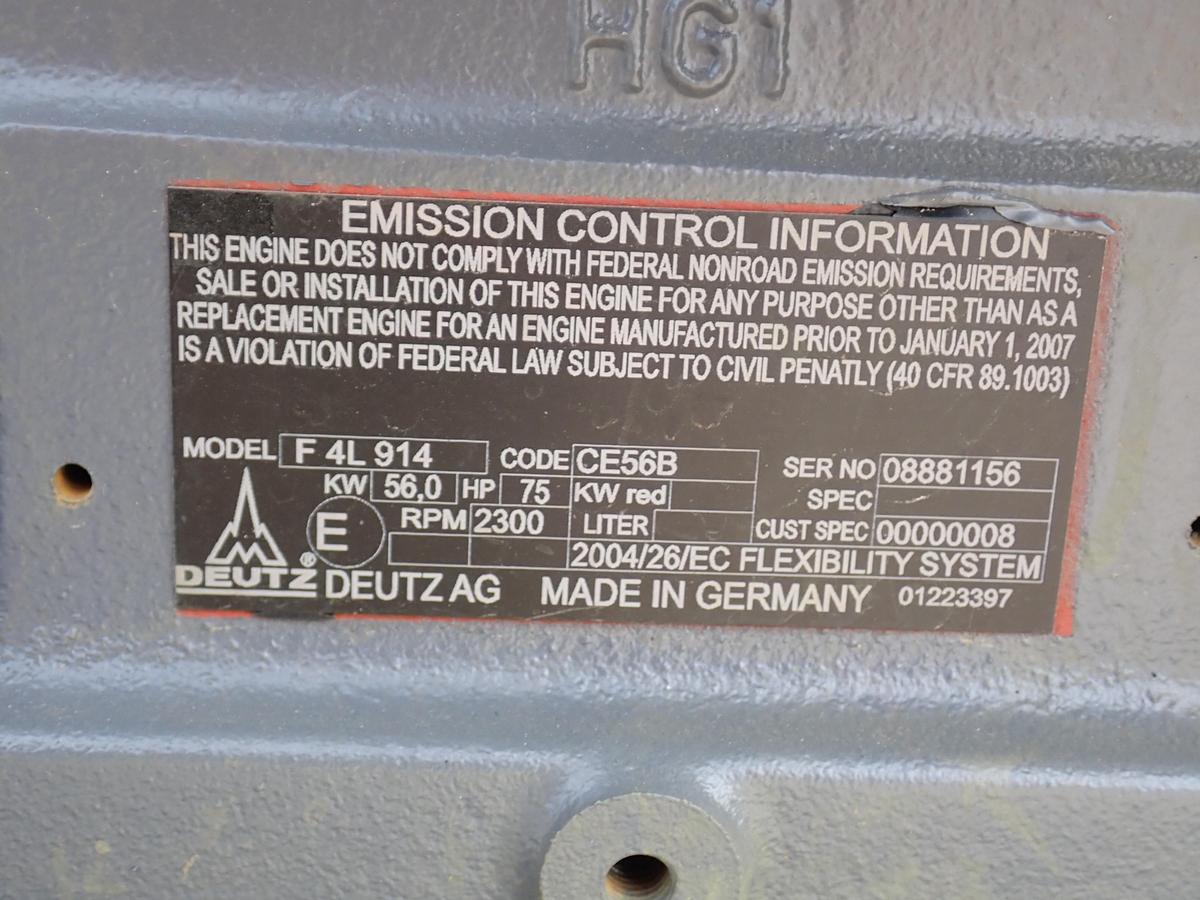 HG1
EMISSION CONTROL INFORMATION
THIS ENGINE DOES NOT COMPLY WITH FEDERAL NONROAD EMISSION REQUIREMENTS,
SALE OR INSTALLATION OF THIS ENGINE FOR ANY PURPOSE OTHER THAN AS A
REPLACEMENT ENGINE FOR AN ENGINE MANUFACTURED PRIOR TO JANUARY 1, 2007
IS A VIOLATION OF FEDERAL LAW SUBJECT TO CIVIL PENATLY (40 CFR 89.1003)
MODEL F 4L 914 CODE CE56B SER NO 08881156
KW 56,0 HP 75 KW red SPEC
E RPM 2300 LITER CUST SPEC 00000008
2004/26/EC FLEXIBILITY SYSTEM
DEUTZ® DEUTZ AG MADE IN GERMANY 01223397